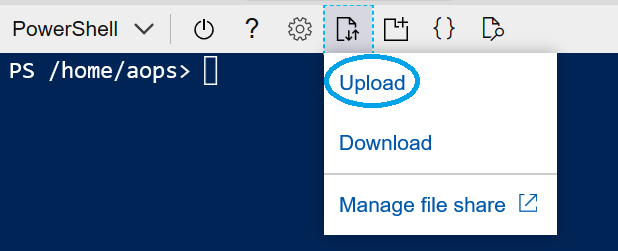 PowerShell
?
{}
PS /home/aops>
Upload
Download
Manage file share